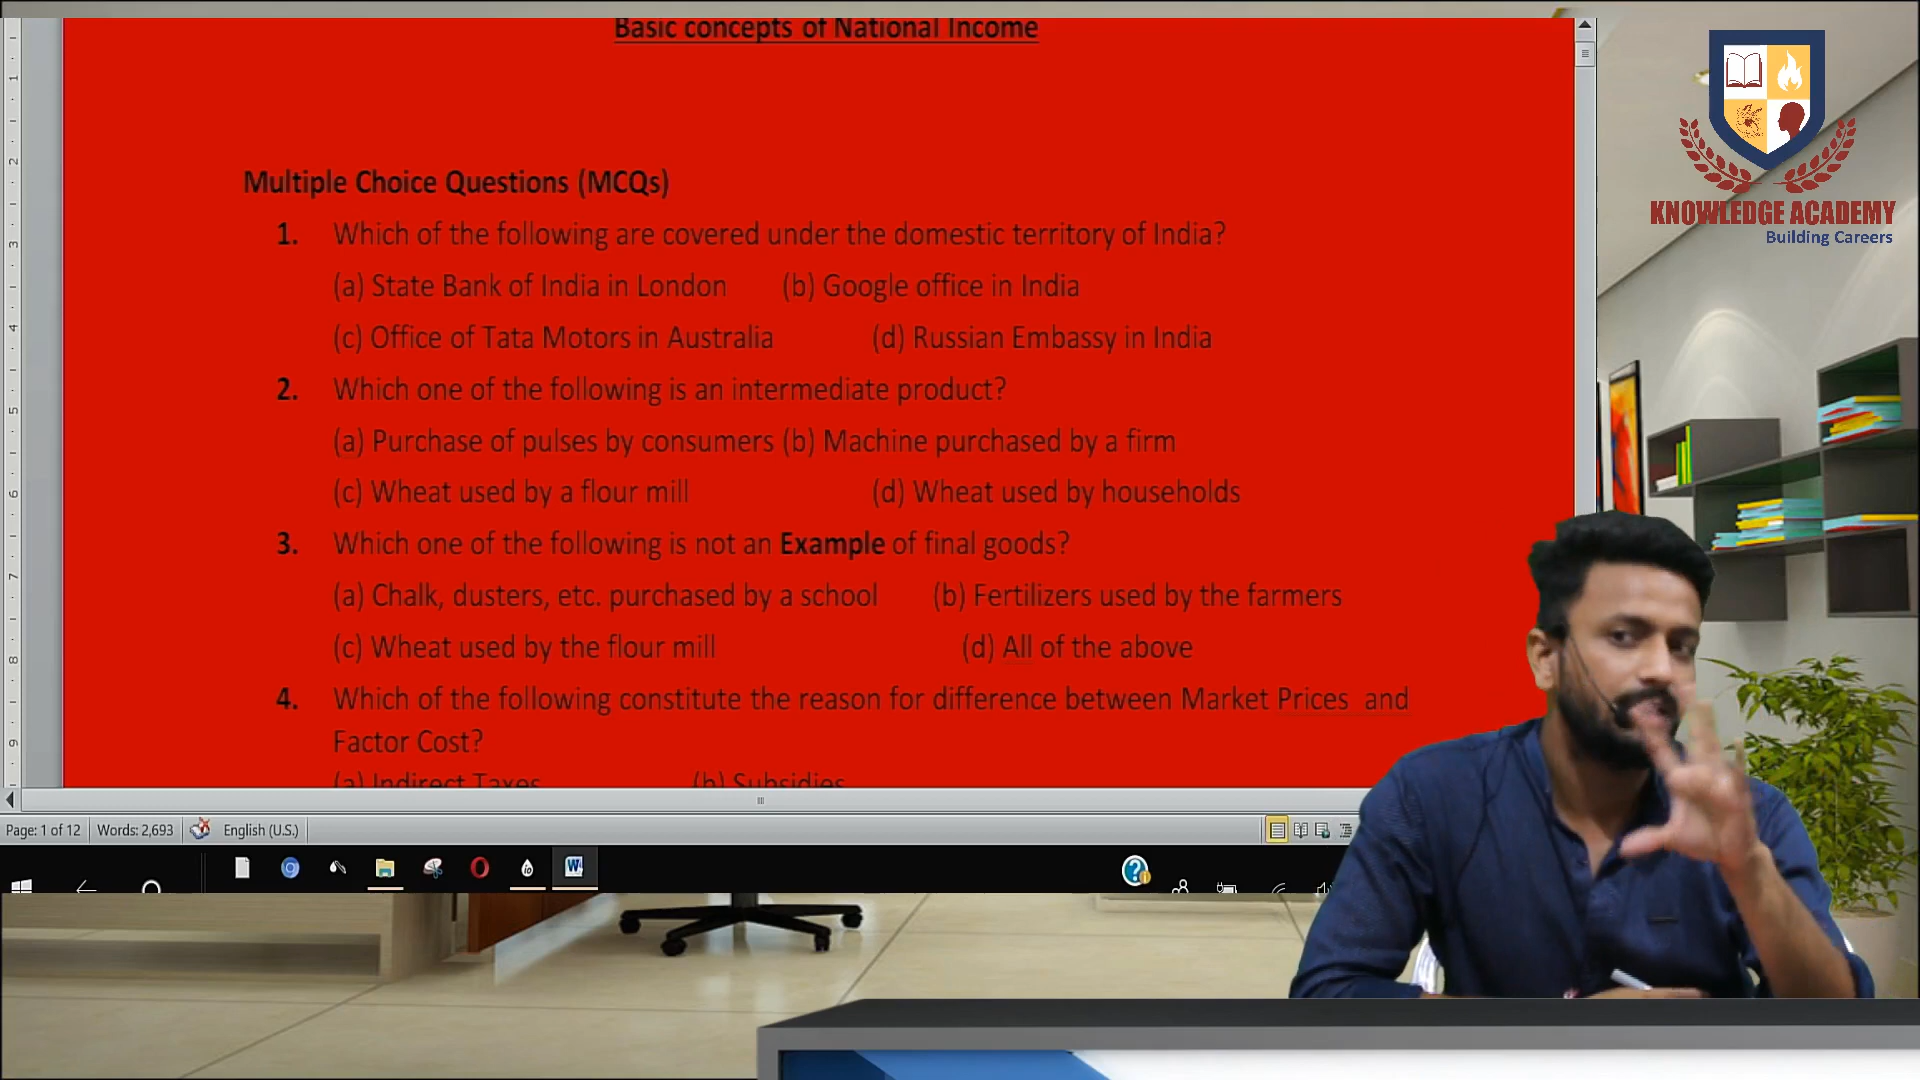 Basic concepts of National Income
KNOWLEDGE ACADEMY
Building Careers
Multiple Choice Questions (MCQs)
1. Which of the following are covered under the domestic territory of India?
(a) State Bank of India in London (b) Google office in India
(c) Office of Tata Motors in Australia (d) Russian Embassy in India
2. Which one of the following is an intermediate product?
(a) Purchase of pulses by consumers (b) Machine purchased by a firm
(c) Wheat used by a flour mill (d) Wheat used by households
3. Which one of the following is not an Example of final goods?
(a) Chalk, dusters, etc. purchased by a school (b) Fertilizers used by the farmers
(c) Wheat used by the flour mill (d) All of the above
4. Which of the following constitute the reason for difference between Market Prices and
Factor Cost?
(a) Indirect Taxes (b) Subsidies
Page: 1 of 12 Words: 2,693 English (U.S.)